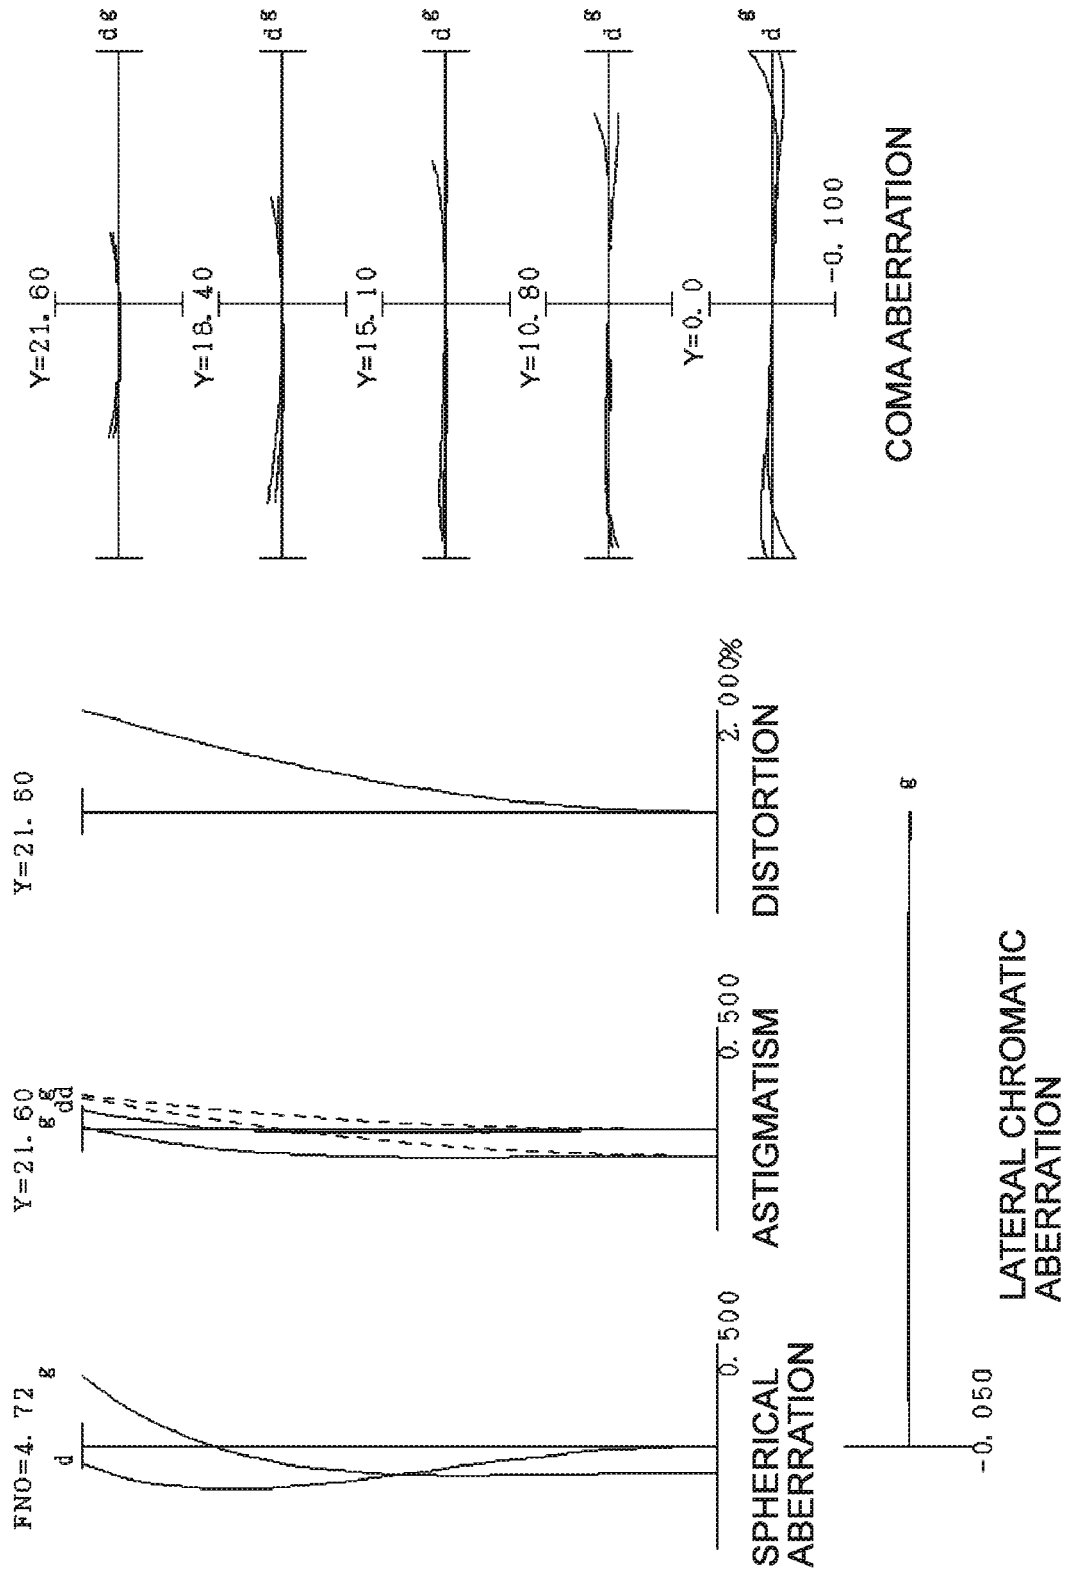 FNO=4. 72
d
g
0. 500
SPHERICAL
ABERRATION
Y=21. 60
g g
dd
0. 500
ASTIGMATISM
Y=21. 60
2. 000%
DISTORTION
Y=21. 60
d g
Y=18. 40
d g
Y=15. 10
d g
Y=10. 80
d g
Y=0. 0
d g
-0. 100
COMA ABERRATION
g
-0. 050
LATERAL CHROMATIC
ABERRATION